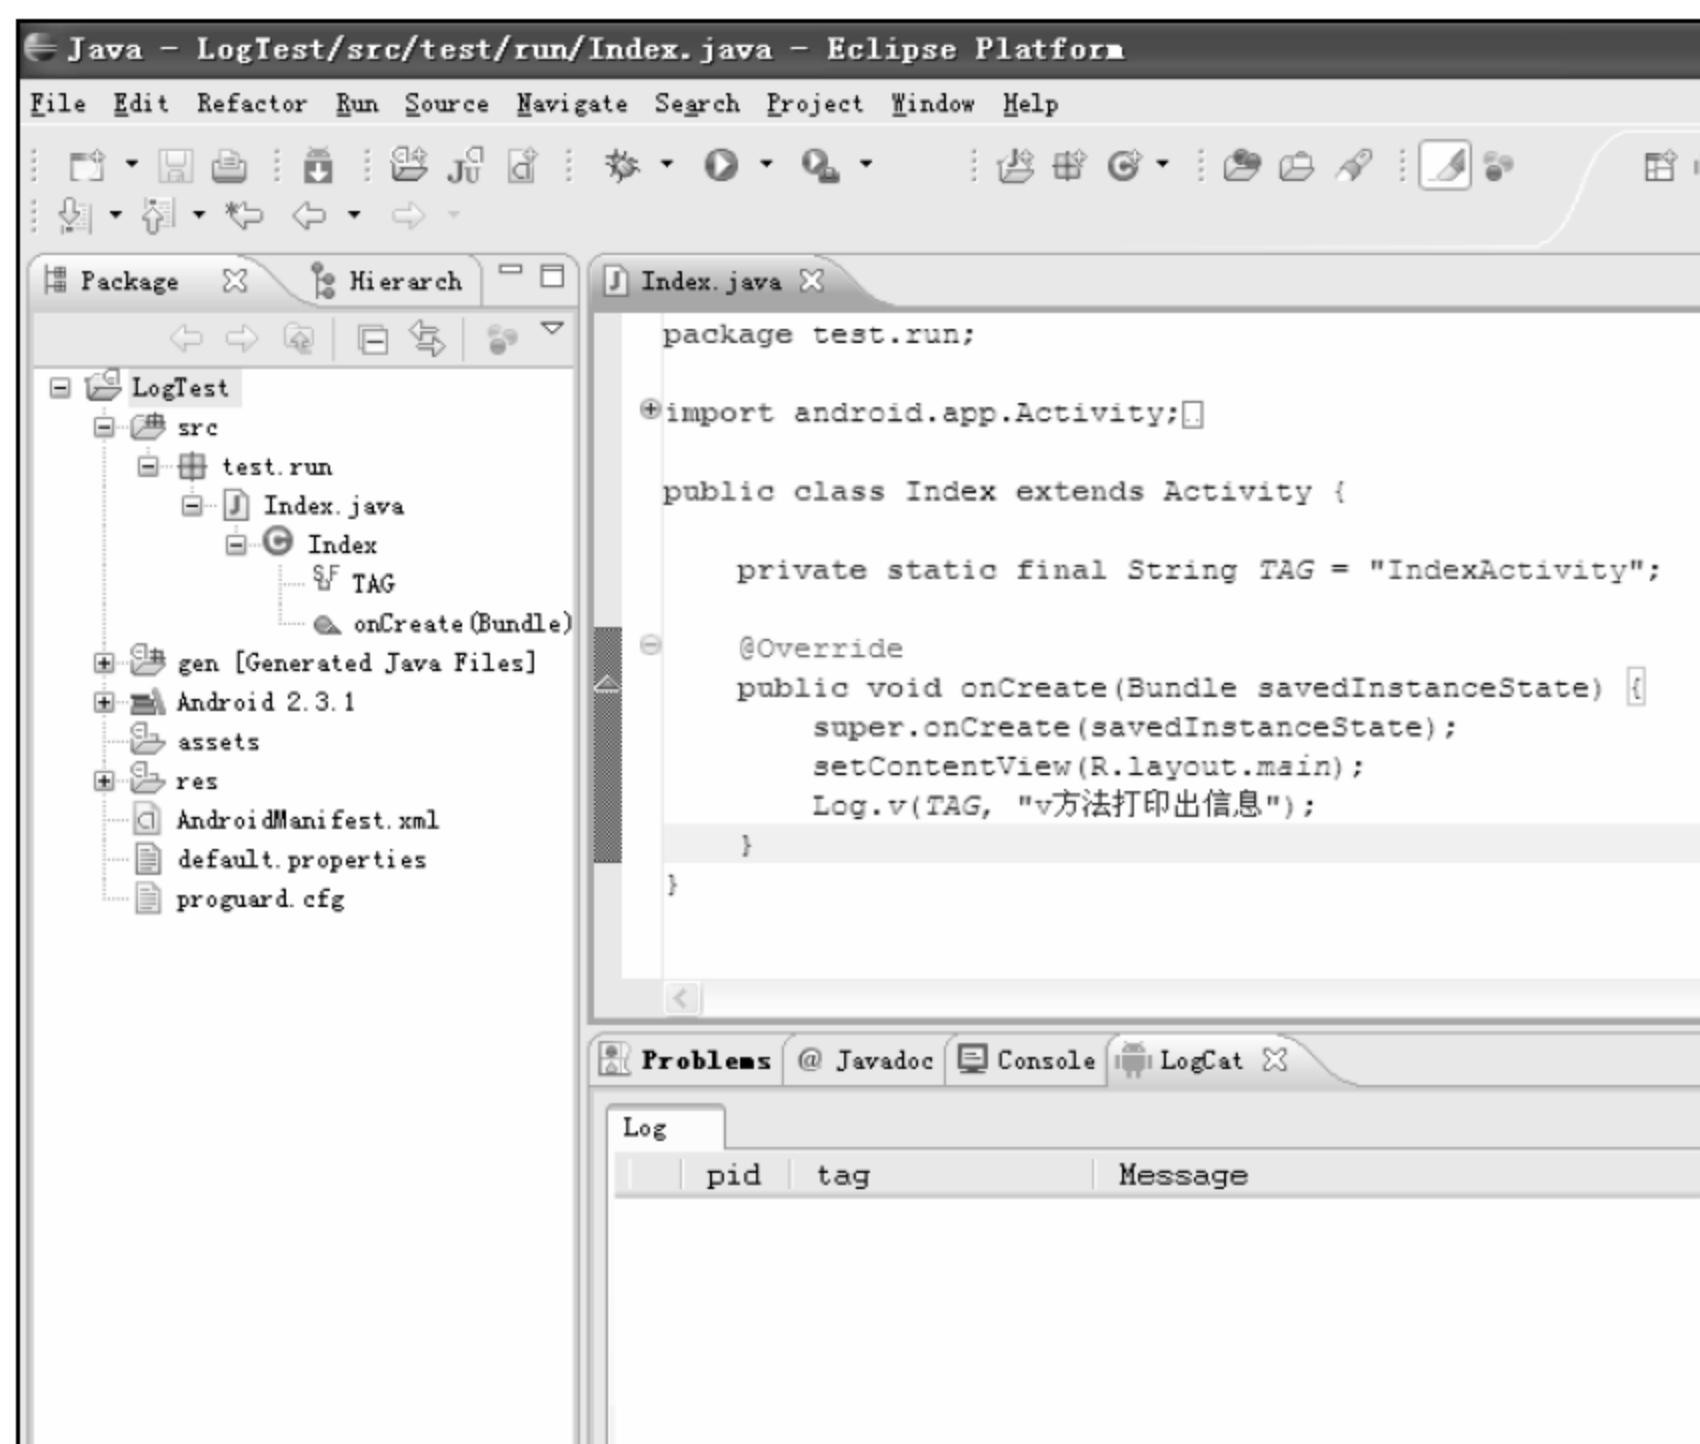 Java - LogTest/src/test/run/Index.java - Eclipse Platform
File Edit Refactor Run Source Navigate Search Project Window Help
Package
Hierarch
LogTest
src
test.run
Index.java
Index
TAG
onCreate(Bundle)
gen [Generated Java Files]
Android 2.3.1
assets
res
AndroidManifest.xml
default.properties
proguard.cfg
Index.java
package test.run;
import android.app.Activity;
public class Index extends Activity {
private static final String TAG = "IndexActivity";
@Override
public void onCreate(Bundle savedInstanceState) {
super.onCreate(savedInstanceState);
setContentView(R.layout.main);
Log.v(TAG, "v方法打印出信息");
}
}
Problems @ Javadoc Console LogCat
Log
pid tag Message